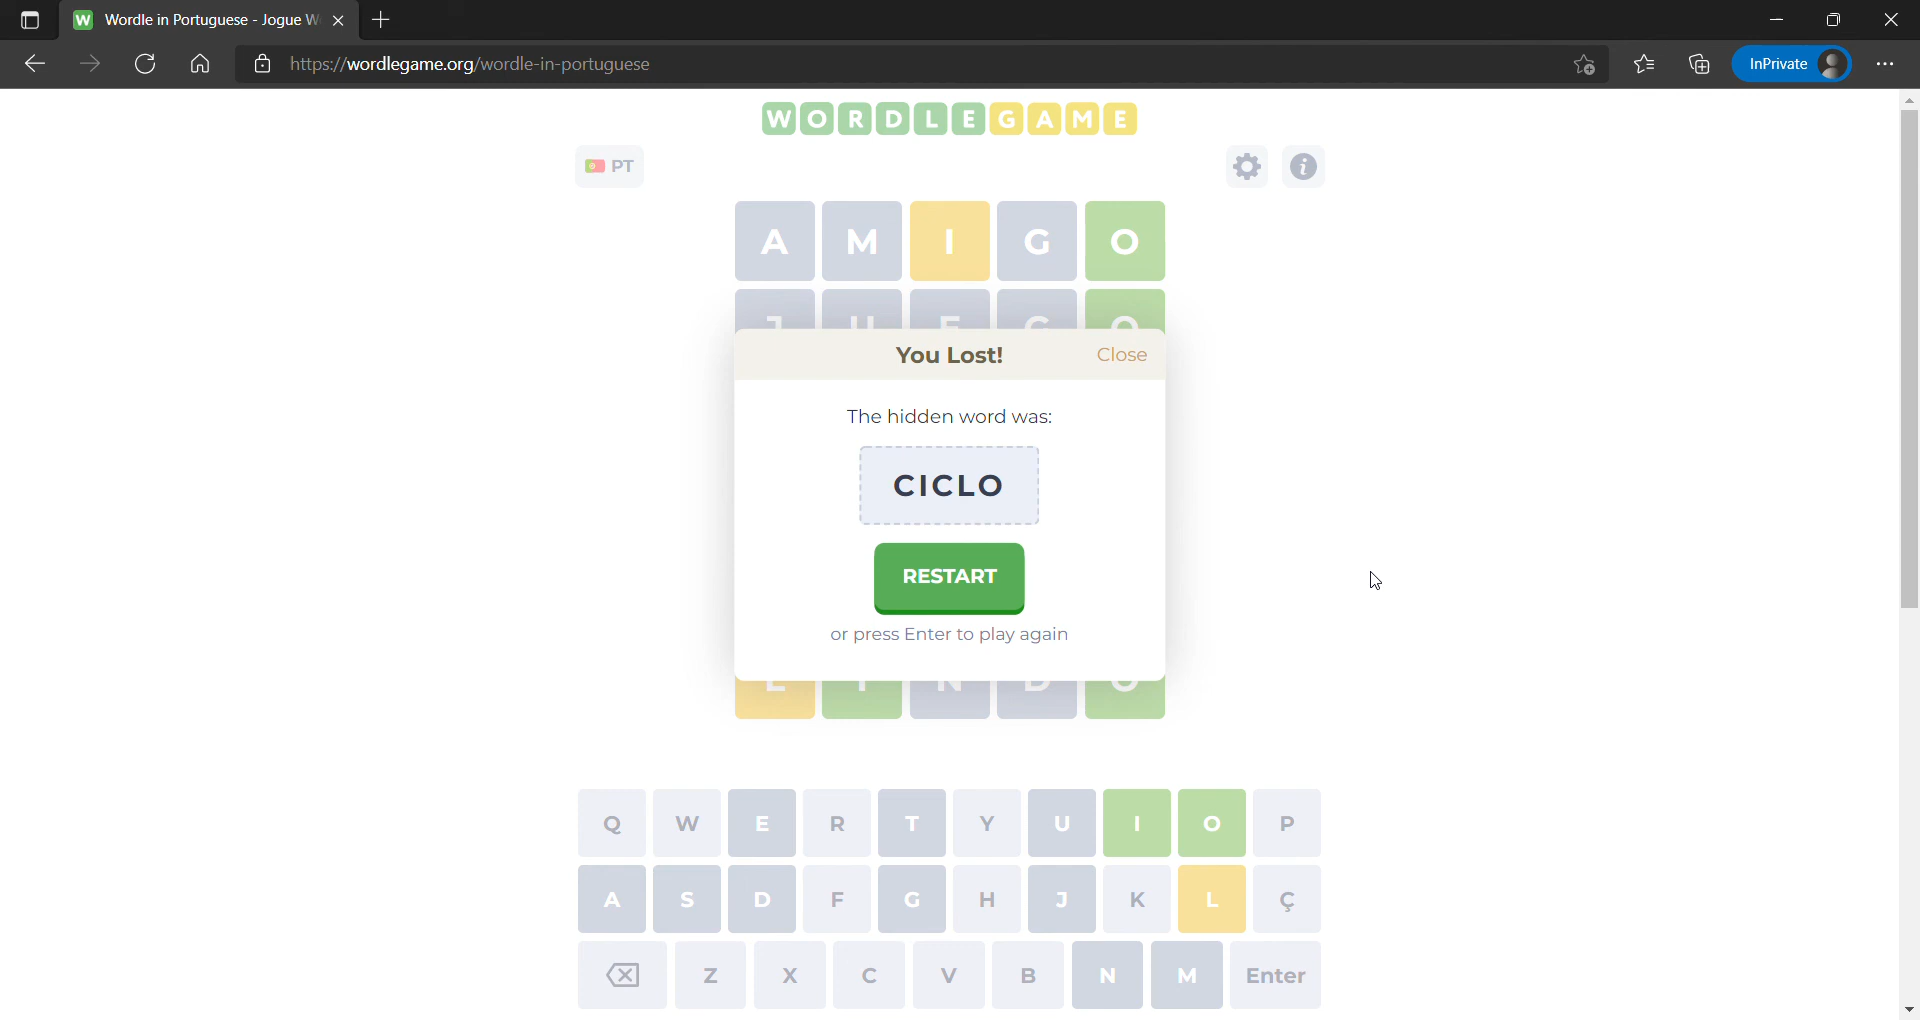 Wordle in Portuguese - Jogue W
https://wordlegame.org/wordle-in-portuguese
InPrivate
WORDLEGAME
PT
A M I G O
J U E G O
You Lost! Close
The hidden word was:
CICLO
RESTART
or press Enter to play again
L I N D O
Q W E R T Y U I O P
A S D F G H J K L Ç
Z X C V B N M Enter